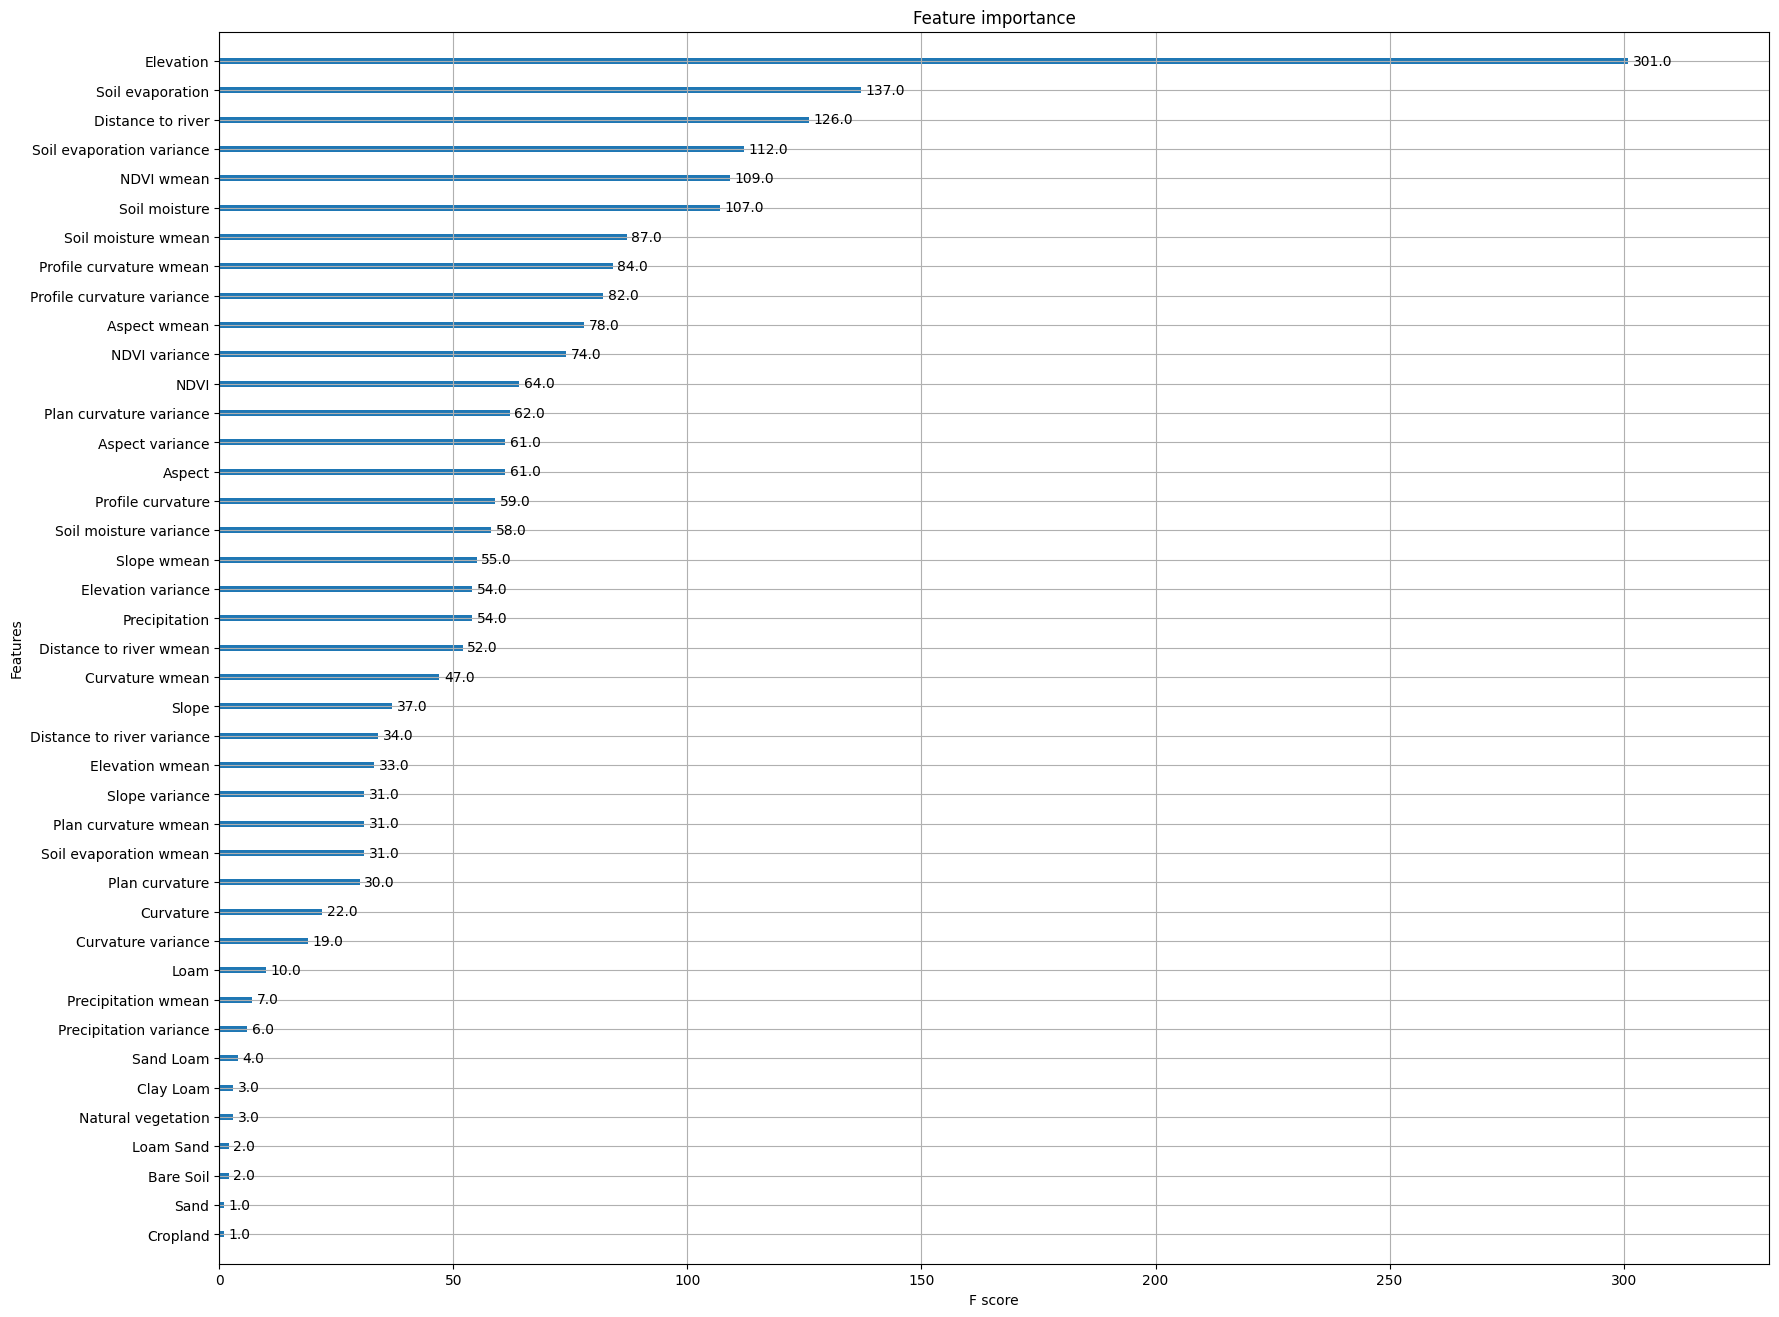 Feature importance
Elevation 301.0
Soil evaporation 137.0
Distance to river 126.0
Soil evaporation variance 112.0
NDVI wmean 109.0
Soil moisture 107.0
Soil moisture wmean 87.0
Profile curvature wmean 84.0
Profile curvature variance 82.0
Aspect wmean 78.0
NDVI variance 74.0
NDVI 64.0
Plan curvature variance 62.0
Aspect variance 61.0
Aspect 61.0
Profile curvature 59.0
Soil moisture variance 58.0
Slope wmean 55.0
Elevation variance 54.0
Precipitation 54.0
Distance to river wmean 52.0
Curvature wmean 47.0
Slope 37.0
Distance to river variance 34.0
Elevation wmean 33.0
Slope variance 31.0
Plan curvature wmean 31.0
Soil evaporation wmean 31.0
Plan curvature 30.0
Curvature 22.0
Curvature variance 19.0
Loam 10.0
Precipitation wmean 7.0
Precipitation variance 6.0
Sand Loam 4.0
Clay Loam 3.0
Natural vegetation 3.0
Loam Sand 2.0
Bare Soil 2.0
Sand 1.0
Cropland 1.0
Features
0 50 100 150 200 250 300
F score